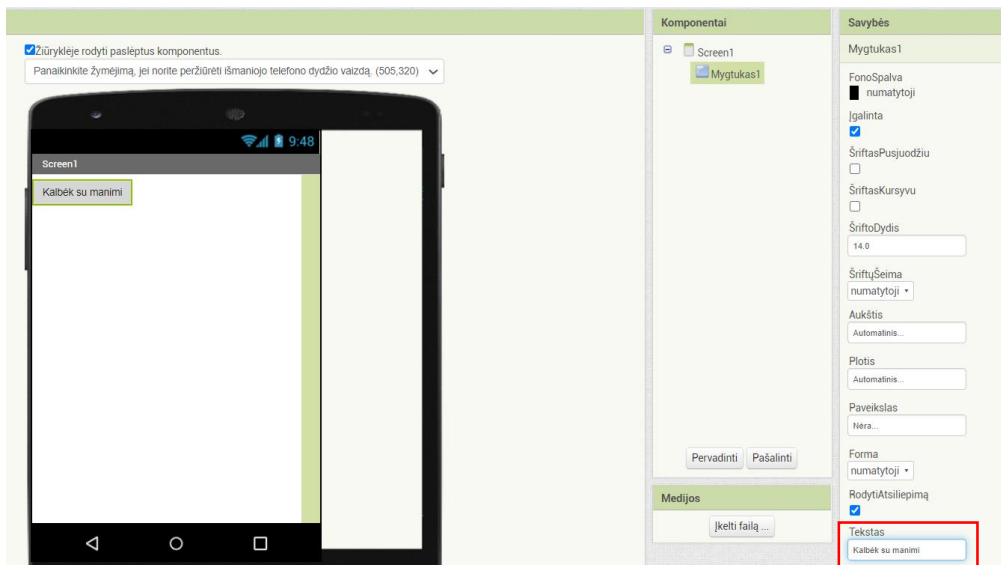 Žiūryklėje rodyti paslėptus komponentus.
Panaikinkite žymėjimą, jei norite peržiūrėti išmaniojo telefono dydžio vaizdą. (505,320)
9:48
Screen1
Kalbėk su manimi
Komponentai
Screen1
Mygtukas1
Pervadinti Pašalinti
Medijos
Įkelti failą ...
Savybės
Mygtukas1
FonoSpalva
numatytoji
Įgalinta
ŠriftasPusjuodžiu
ŠriftasKursyvu
ŠriftoDydis
14.0
ŠriftųŠeima
numatytoji
Aukštis
Automatinis...
Plotis
Automatinis...
Paveikslas
Nėra...
Forma
numatytoji
RodytiAtsiliepimą
Tekstas
Kalbėk su manimi